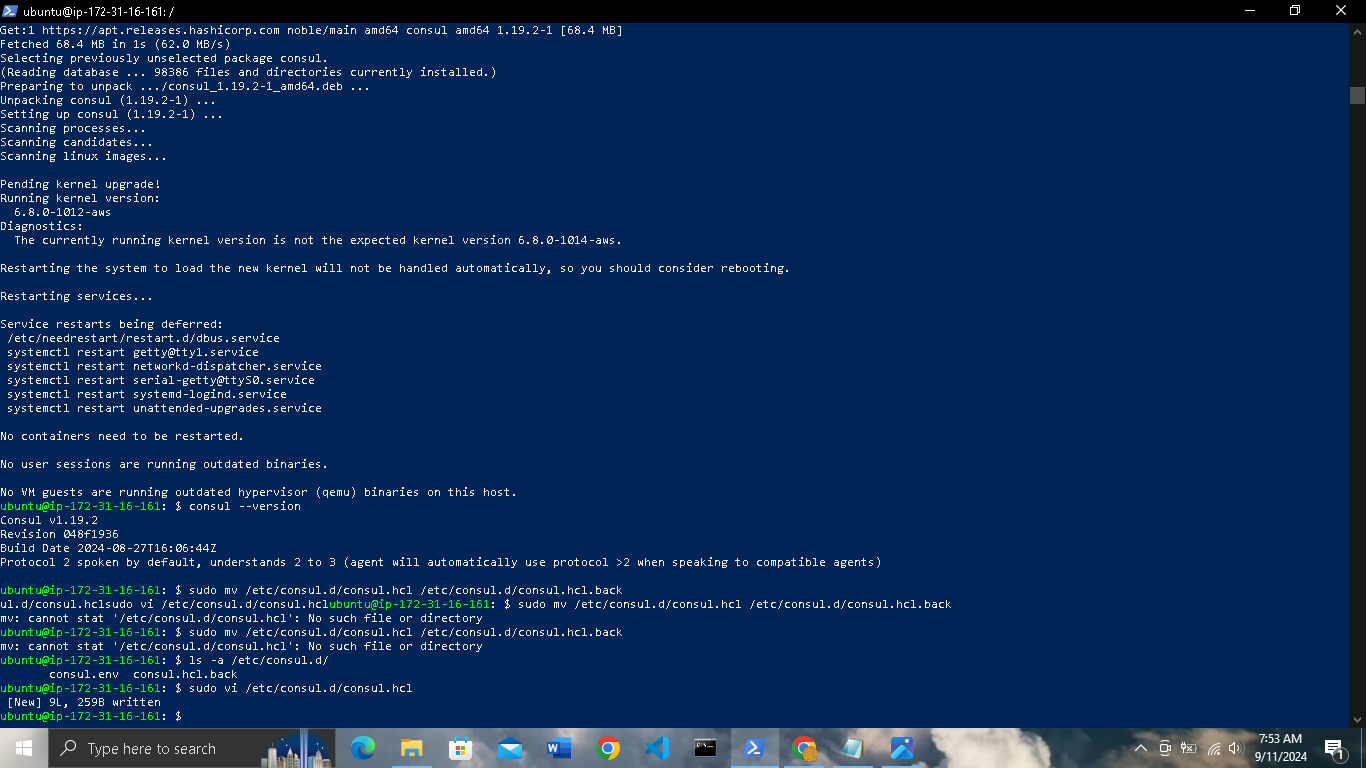 ubuntu@ip-172-31-16-161: /
Get:1 https://apt.releases.hashicorp.com noble/main amd64 consul amd64 1.19.2-1 [68.4 MB]
Fetched 68.4 MB in 1s (62.0 MB/s)
Selecting previously unselected package consul.
(Reading database ... 98386 files and directories currently installed.)
Preparing to unpack .../consul_1.19.2-1_amd64.deb ...
Unpacking consul (1.19.2-1) ...
Setting up consul (1.19.2-1) ...
Scanning processes...
Scanning candidates...
Scanning linux images...
Pending kernel upgrade!
Running kernel version:
6.8.0-1012-aws
Diagnostics:
The currently running kernel version is not the expected kernel version 6.8.0-1014-aws.
Restarting the system to load the new kernel will not be handled automatically, so you should consider rebooting.
Restarting services...
Service restarts being deferred:
/etc/needrestart/restart.d/dbus.service
systemctl restart getty@tty1.service
systemctl restart networkd-dispatcher.service
systemctl restart serial-getty@ttyS0.service
systemctl restart systemd-logind.service
systemctl restart unattended-upgrades.service
No containers need to be restarted.
No user sessions are running outdated binaries.
No VM guests are running outdated hypervisor (qemu) binaries on this host.
ubuntu@ip-172-31-16-161: $ consul --version
Consul v1.19.2
Revision 048f1936
Build Date 2024-08-27T16:06:44Z
Protocol 2 spoken by default, understands 2 to 3 (agent will automatically use protocol >2 when speaking to compatible agents)
ubuntu@ip-172-31-16-161: $ sudo mv /etc/consul.d/consul.hcl /etc/consul.d/consul.hcl.back
ul.d/consul.hclsudo vi /etc/consul.d/consul.hclubuntu@ip-172-31-16-161: $ sudo mv /etc/consul.d/consul.hcl /etc/consul.d/consul.hcl.back
mv: cannot stat '/etc/consul.d/consul.hcl': No such file or directory
ubuntu@ip-172-31-16-161: $ sudo mv /etc/consul.d/consul.hcl /etc/consul.d/consul.hcl.back
mv: cannot stat '/etc/consul.d/consul.hcl': No such file or directory
ubuntu@ip-172-31-16-161: $ ls -a /etc/consul.d/
consul.env consul.hcl.back
ubuntu@ip-172-31-16-161: $ sudo vi /etc/consul.d/consul.hcl
[New] 9L, 259B written
ubuntu@ip-172-31-16-161: $
Type here to search
7:53 AM
9/11/2024
1